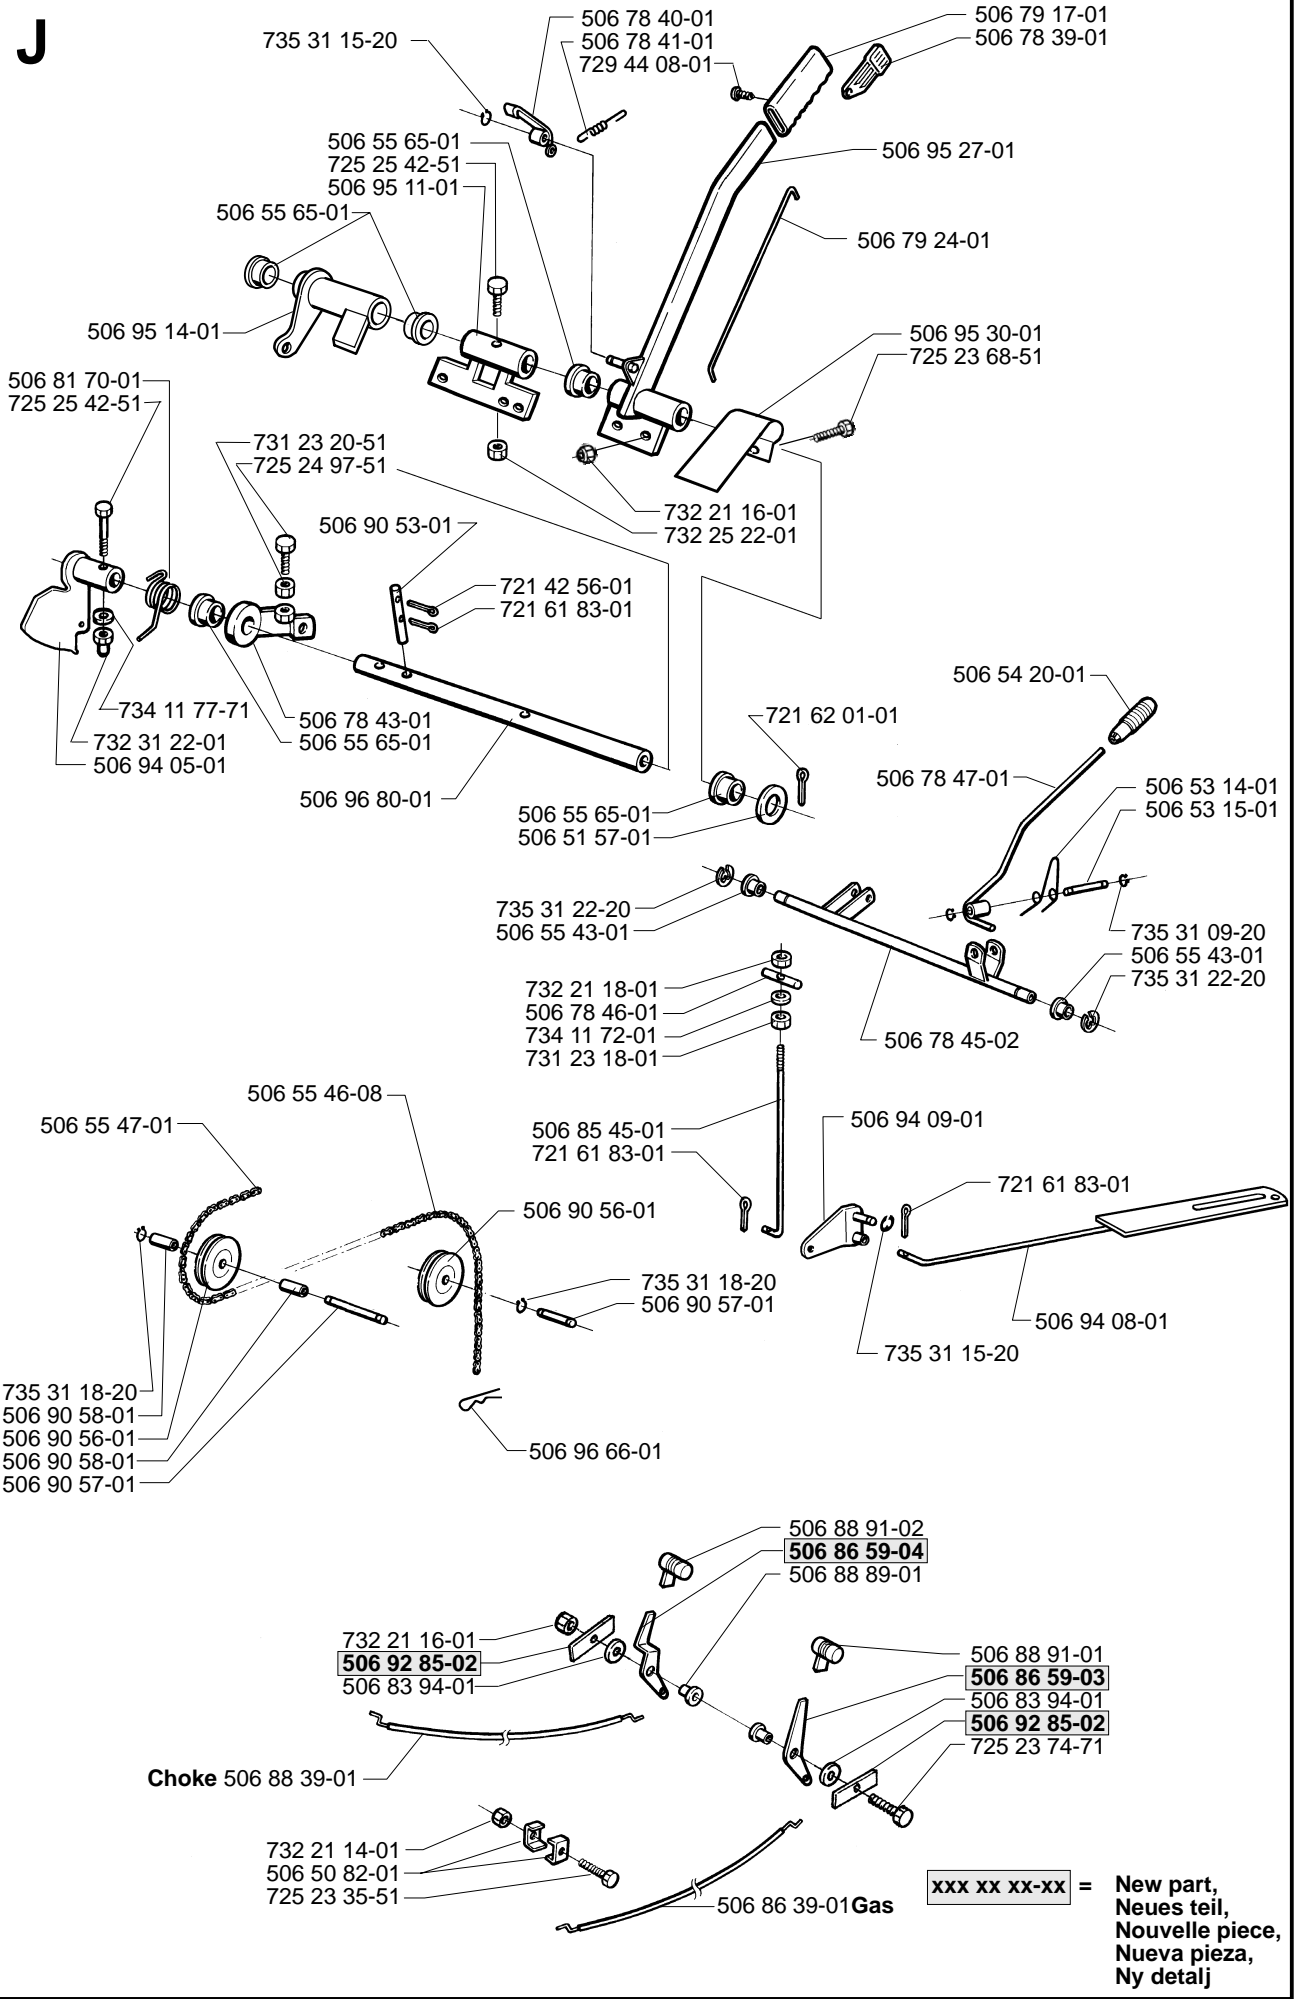 J
735 31 15-20
506 78 40-01
506 78 41-01
729 44 08-01
506 79 17-01
506 78 39-01
506 55 65-01
725 25 42-51
506 95 11-01
506 55 65-01
506 95 27-01
506 79 24-01
506 95 14-01
506 95 30-01
725 23 68-51
506 81 70-01
725 25 42-51
731 23 20-51
725 24 97-51
506 90 53-01
732 21 16-01
732 25 22-01
721 42 56-01
721 61 83-01
734 11 77-71
732 31 22-01
506 94 05-01
506 78 43-01
506 55 65-01
506 96 80-01
721 62 01-01
506 55 65-01
506 51 57-01
506 54 20-01
506 78 47-01
506 53 14-01
506 53 15-01
735 31 22-20
506 55 43-01
735 31 09-20
506 55 43-01
735 31 22-20
732 21 18-01
506 78 46-01
734 11 72-01
731 23 18-01
506 78 45-02
506 55 46-08
506 55 47-01
506 85 45-01
721 61 83-01
506 94 09-01
721 61 83-01
506 90 56-01
735 31 18-20
506 90 57-01
506 94 08-01
735 31 15-20
735 31 18-20
506 90 58-01
506 90 56-01
506 90 58-01
506 90 57-01
506 96 66-01
506 88 91-02
506 86 59-04
506 88 89-01
732 21 16-01
506 92 85-02
506 83 94-01
506 88 91-01
506 86 59-03
506 83 94-01
506 92 85-02
725 23 74-71
Choke 506 88 39-01
732 21 14-01
506 50 82-01
725 23 35-51
506 86 39-01 Gas
xxx xx xx-xx = New part,
Neues teil,
Nouvelle piece,
Nueva pieza,
Ny detalj